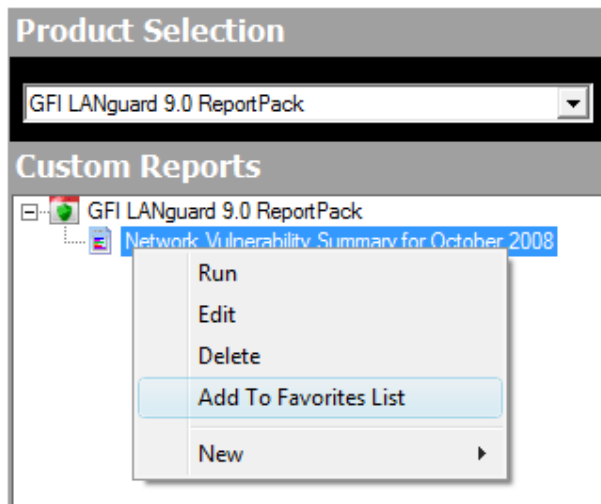 Product Selection
GFI LANguard 9.0 ReportPack
Custom Reports
GFI LANguard 9.0 ReportPack
Network Vulnerability Summary for October 2008
Run
Edit
Delete
Add To Favorites List
New